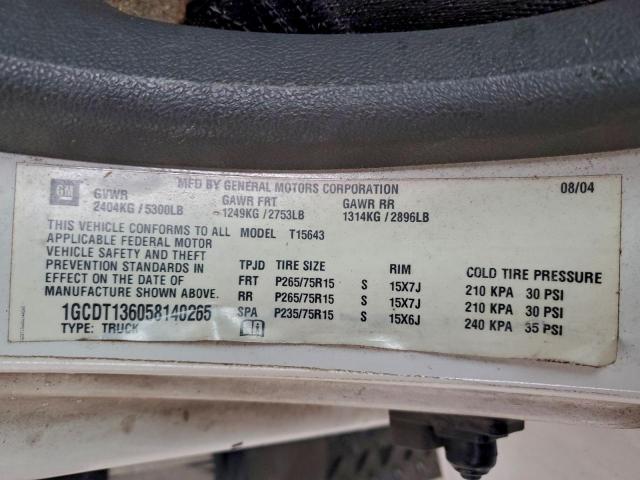 MFD BY GENERAL MOTORS CORPORATION 08/04
GM GVWR GAWR FRT GAWR RR
2404KG / 5300LB 1249KG / 2753LB 1314KG / 2896LB
THIS VEHICLE CONFORMS TO ALL MODEL T15643
APPLICABLE FEDERAL MOTOR
VEHICLE SAFETY AND THEFT
PREVENTION STANDARDS IN
EFFECT ON THE DATE OF
MANUFACTURE SHOWN ABOVE.
TPJD TIRE SIZE RIM COLD TIRE PRESSURE
FRT P265/75R15 S 15X7J 210 KPA 30 PSI
RR P265/75R15 S 15X7J 210 KPA 30 PSI
SPA P235/75R15 S 15X6J 240 KPA 35 PSI
1GCDT136058140265
TYPE: TRUCK